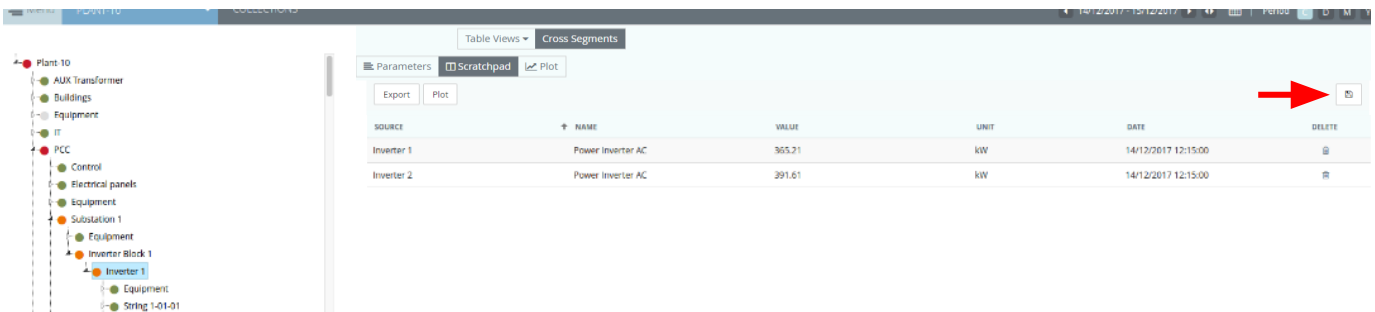 Menu PLANT-10 COLLECTIONS 14/12/2017 - 15/12/2017 Period C D M Y
Table Views Cross Segments
Parameters Scratchpad Plot
Export Plot
SOURCE NAME VALUE UNIT DATE DELETE
Inverter 1 Power Inverter AC 365.21 kW 14/12/2017 12:15:00
Inverter 2 Power Inverter AC 391.61 kW 14/12/2017 12:15:00
Plant-10
AUX Transformer
Buildings
Equipment
IT
PCC
Control
Electrical panels
Equipment
Substation 1
Equipment
Inverter Block 1
Inverter 1
Equipment
String 1-01-01